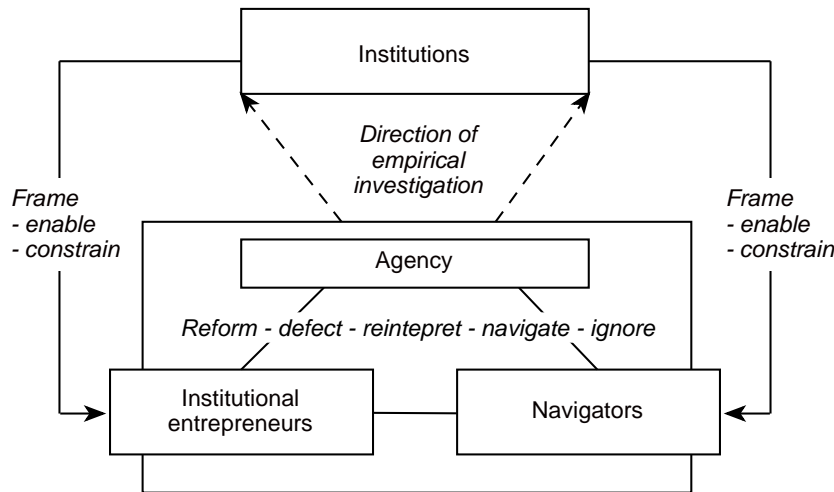 Institutions
Direction of
empirical
investigation
Frame
- enable
- constrain
Frame
- enable
- constrain
Agency
Reform - defect - reintepret - navigate - ignore
Institutional
entrepreneurs
Navigators